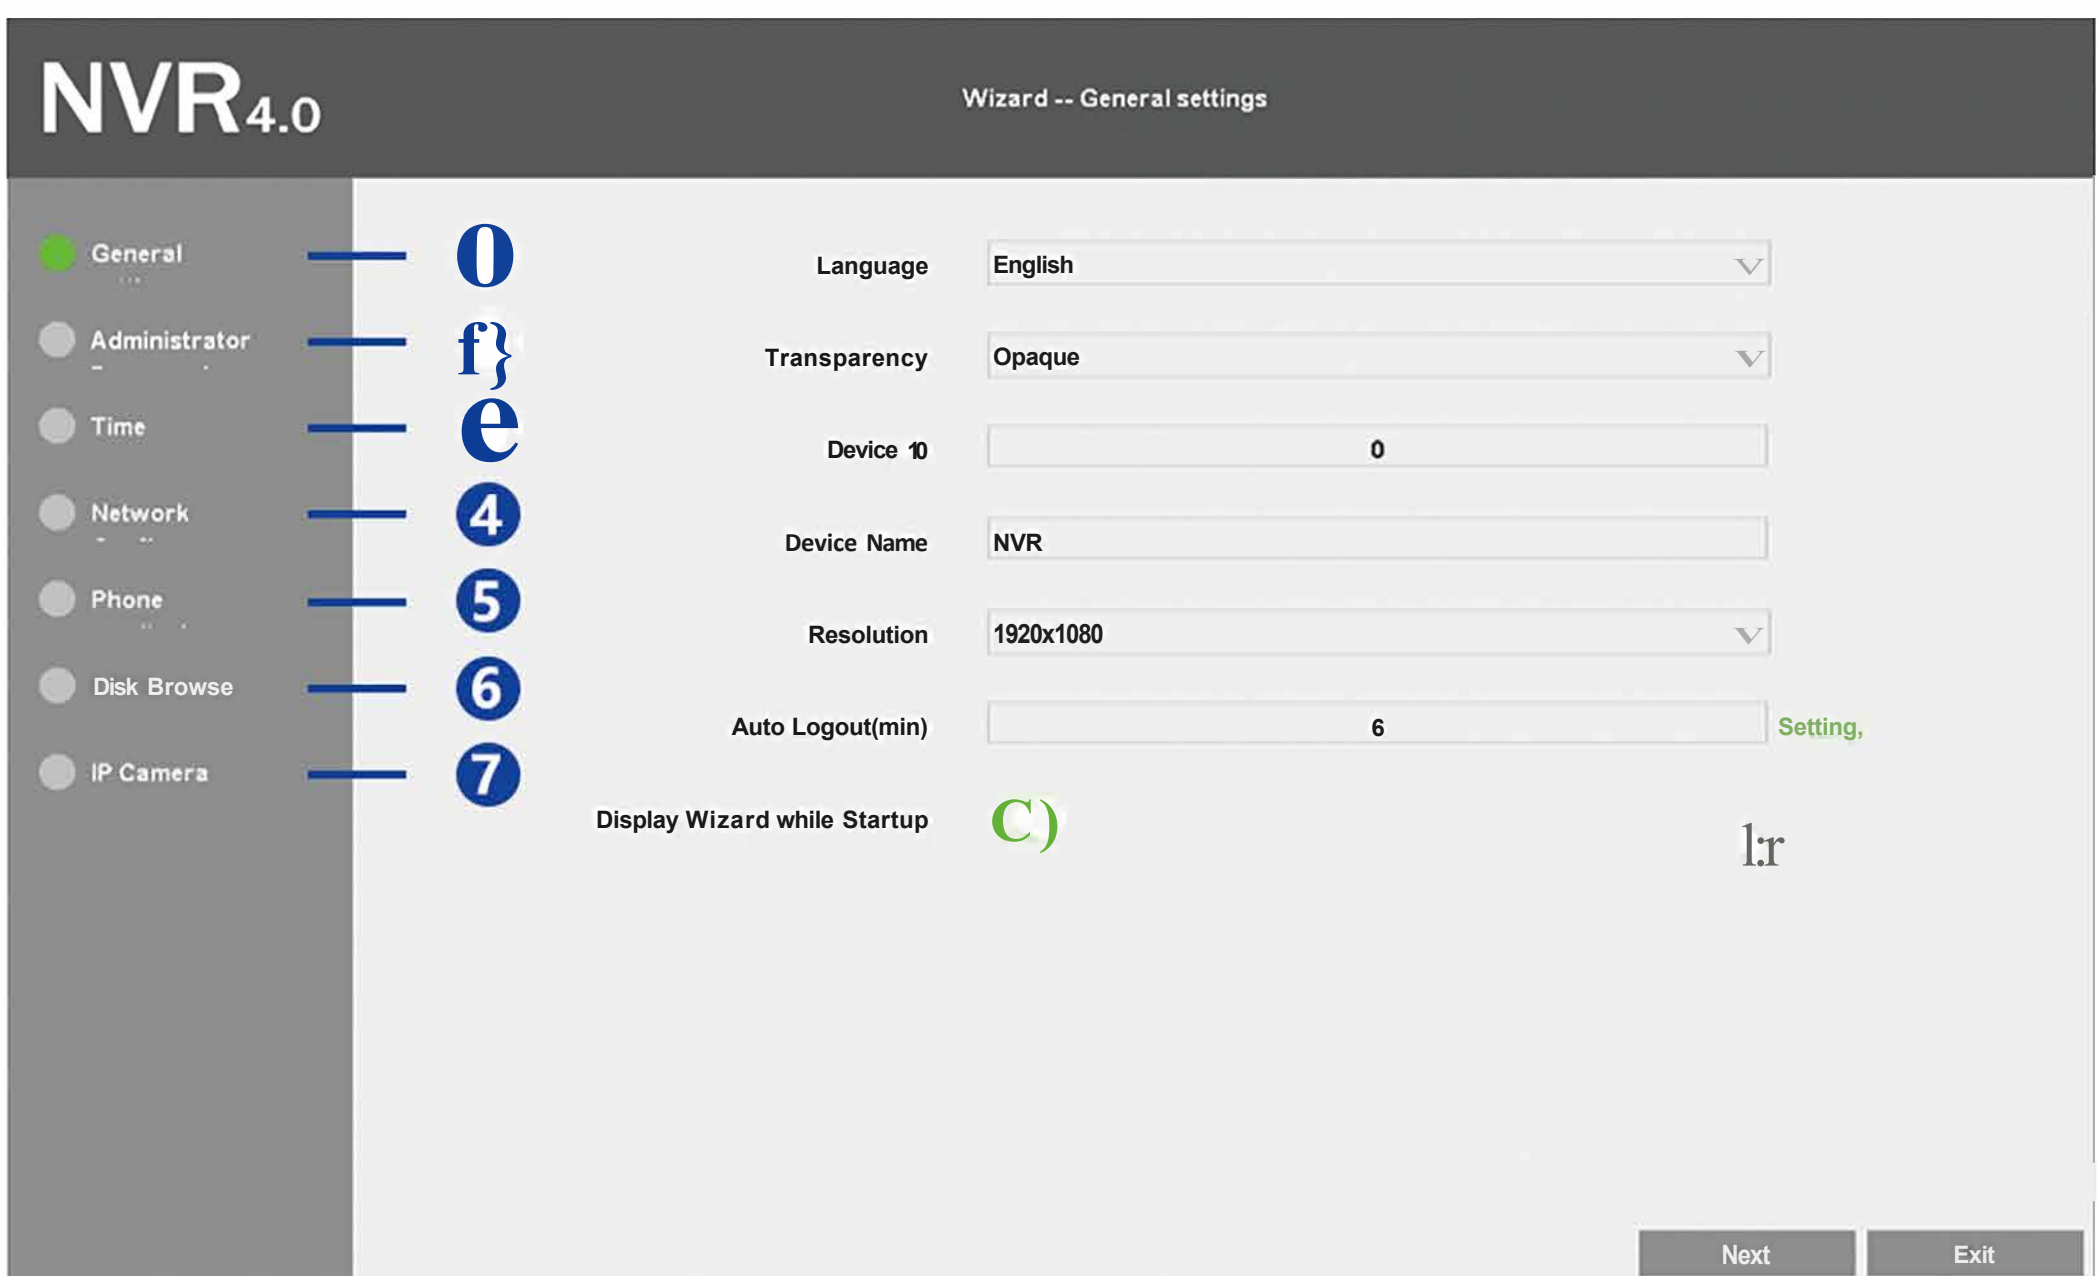 NVR4.0
Wizard -- General settings
General
0
Administrator
f}
Time
e
Network
4
Phone
5
Disk Browse
6
IP Camera
7
Language English V
Transparency Opaque V
Device 10 0
Device Name NVR
Resolution 1920x1080 V
Auto Logout(min) 6 Setting,
Display Wizard while Startup C)
l:r
Next Exit